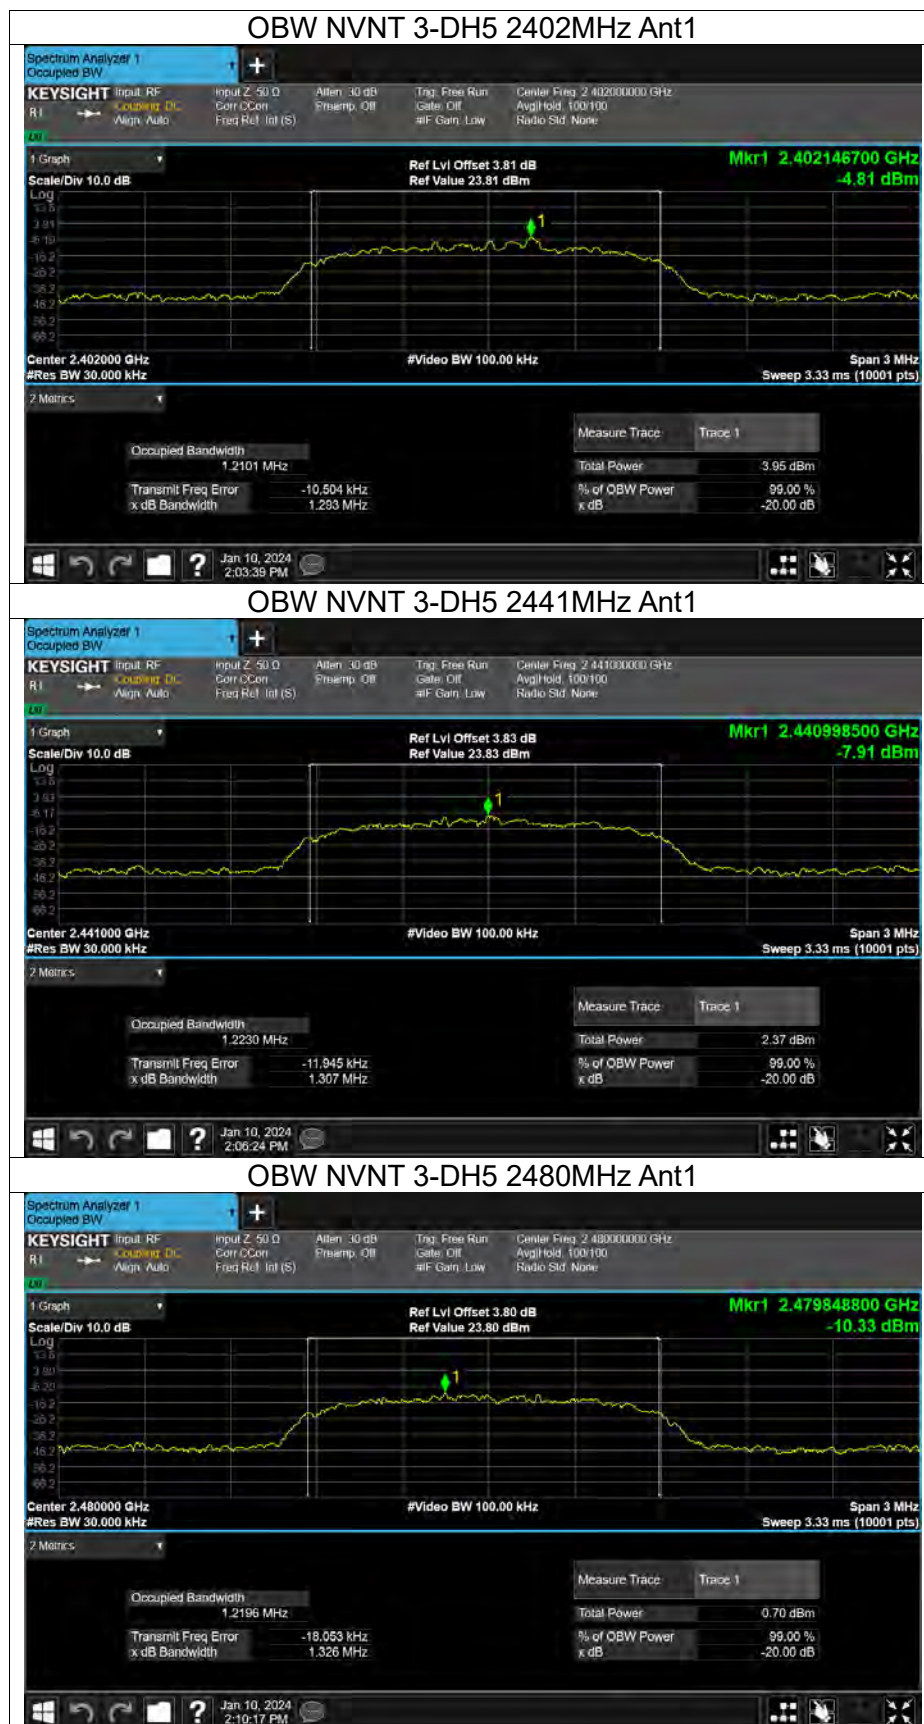 OBW NVNT 3-DH5 2402MHz Ant1
Spectrum Analyzer 1
Occupied BW
KEYSIGHT Input: RF Input Z: 50 Ω Atten: 30 dB Trig: Free Run Center Freq: 2.402000000 GHz
Coupling: DC Corr CCorr Preamp: Off Gate: Off Avg|Hold: 100/100
Align: Auto Freq Ref: Int (S) #IF Gain: Low Radio Std: None
1 Graph Ref Lvl Offset 3.81 dB Mkr1 2.402146700 GHz
Scale/Div 10.0 dB Ref Value 23.81 dBm -4.81 dBm
Log
1
Center 2.402000 GHz #Video BW 100.00 kHz Span 3 MHz
#Res BW 30.000 kHz Sweep 3.33 ms (10001 pts)
2 Metrics
Measure Trace Trace 1
Occupied Bandwidth
1.2101 MHz Total Power 3.95 dBm
Transmit Freq Error -10.504 kHz % of OBW Power 99.00 %
x dB Bandwidth 1.293 MHz x dB -20.00 dB
Jan 10, 2024
2:03:39 PM
OBW NVNT 3-DH5 2441MHz Ant1
Spectrum Analyzer 1
Occupied BW
KEYSIGHT Input: RF Input Z: 50 Ω Atten: 30 dB Trig: Free Run Center Freq: 2.441000000 GHz
Coupling: DC Corr CCorr Preamp: Off Gate: Off Avg|Hold: 100/100
Align: Auto Freq Ref: Int (S) #IF Gain: Low Radio Std: None
1 Graph Ref Lvl Offset 3.83 dB Mkr1 2.440998500 GHz
Scale/Div 10.0 dB Ref Value 23.83 dBm -7.91 dBm
Log
1
Center 2.441000 GHz #Video BW 100.00 kHz Span 3 MHz
#Res BW 30.000 kHz Sweep 3.33 ms (10001 pts)
2 Metrics
Measure Trace Trace 1
Occupied Bandwidth
1.2230 MHz Total Power 2.37 dBm
Transmit Freq Error -11.945 kHz % of OBW Power 99.00 %
x dB Bandwidth 1.307 MHz x dB -20.00 dB
Jan 10, 2024
2:06:24 PM
OBW NVNT 3-DH5 2480MHz Ant1
Spectrum Analyzer 1
Occupied BW
KEYSIGHT Input: RF Input Z: 50 Ω Atten: 30 dB Trig: Free Run Center Freq: 2.480000000 GHz
Coupling: DC Corr CCorr Preamp: Off Gate: Off Avg|Hold: 100/100
Align: Auto Freq Ref: Int (S) #IF Gain: Low Radio Std: None
1 Graph Ref Lvl Offset 3.80 dB Mkr1 2.479848800 GHz
Scale/Div 10.0 dB Ref Value 23.80 dBm -10.33 dBm
Log
1
Center 2.480000 GHz #Video BW 100.00 kHz Span 3 MHz
#Res BW 30.000 kHz Sweep 3.33 ms (10001 pts)
2 Metrics
Measure Trace Trace 1
Occupied Bandwidth
1.2196 MHz Total Power 0.70 dBm
Transmit Freq Error -18.053 kHz % of OBW Power 99.00 %
x dB Bandwidth 1.326 MHz x dB -20.00 dB
Jan 10, 2024
2:10:17 PM